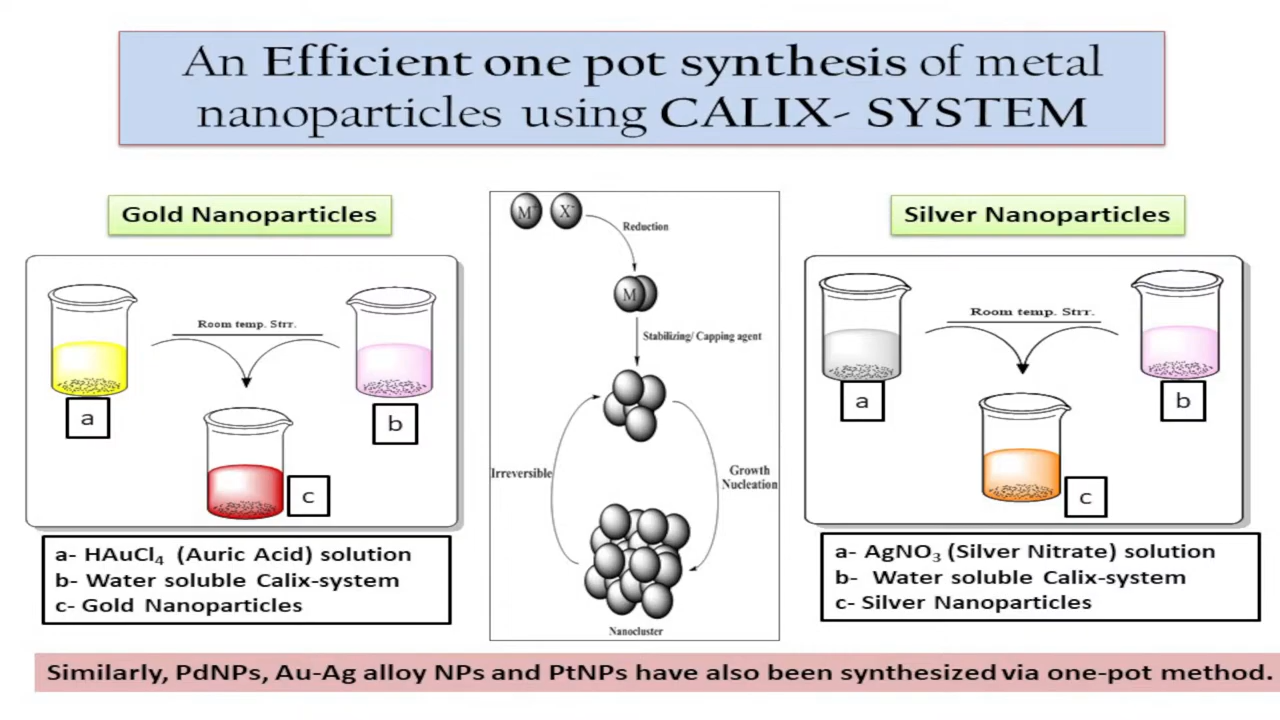 An Efficient one pot synthesis of metal
nanoparticles using CALIX- SYSTEM
Gold Nanoparticles
Room temp. Strr.
a
b
c
a- HAuCl₄ (Auric Acid) solution
b- Water soluble Calix-system
c- Gold Nanoparticles
M⁺
X⁻
Reduction
M
Stabilizing/ Capping agent
Irreversible
Growth
Nucleation
Nanocluster
Silver Nanoparticles
Room temp. Strr.
a
b
c
a- AgNO₃ (Silver Nitrate) solution
b- Water soluble Calix-system
c- Silver Nanoparticles
Similarly, PdNPs, Au-Ag alloy NPs and PtNPs have also been synthesized via one-pot method.